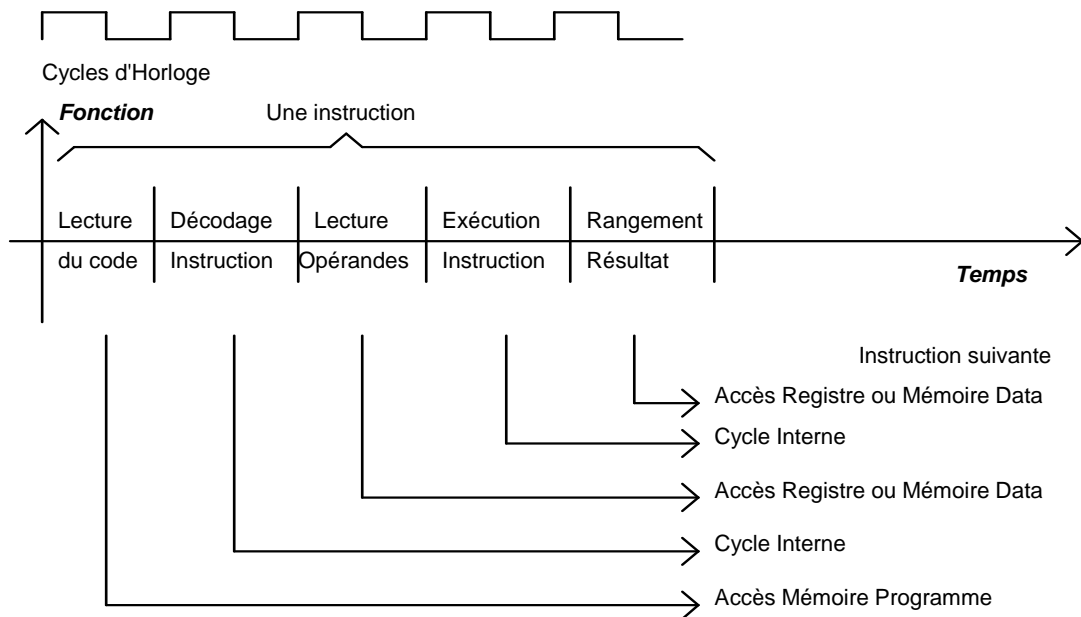 Cycles d'Horloge
Fonction
Une instruction
Lecture
du code
Décodage
Instruction
Lecture
Opérandes
Exécution
Instruction
Rangement
Résultat
Temps
Instruction suivante
Accès Registre ou Mémoire Data
Cycle Interne
Accès Registre ou Mémoire Data
Cycle Interne
Accès Mémoire Programme